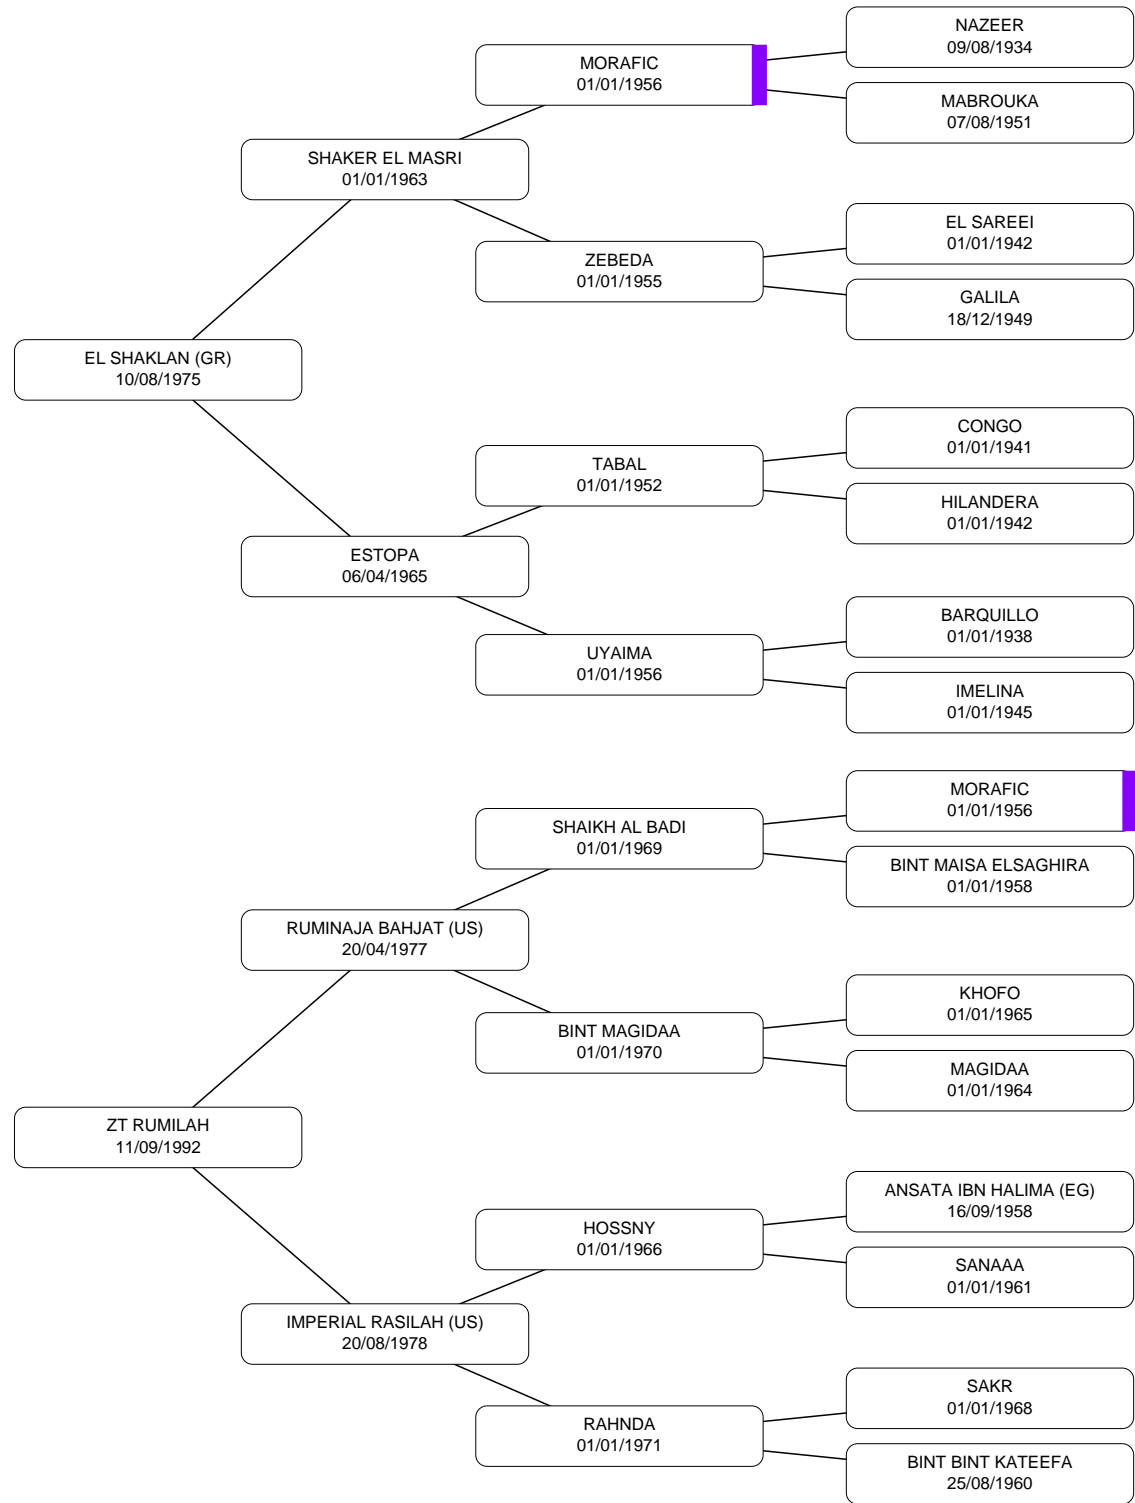 NAZEER
09/08/1934
MORAFIC
01/01/1956
MABROUKA
07/08/1951
SHAKER EL MASRI
01/01/1963
EL SAREEI
01/01/1942
ZEBEDA
01/01/1955
GALILA
18/12/1949
EL SHAKLAN (GR)
10/08/1975
CONGO
01/01/1941
TABAL
01/01/1952
HILANDERA
01/01/1942
ESTOPA
06/04/1965
BARQUILLO
01/01/1938
UYAIMA
01/01/1956
IMELINA
01/01/1945
MORAFIC
01/01/1956
SHAIKH AL BADI
01/01/1969
BINT MAISA ELSAGHIRA
01/01/1958
RUMINAJA BAHJAT (US)
20/04/1977
KHOFO
01/01/1965
BINT MAGIDAA
01/01/1970
MAGIDAA
01/01/1964
ZT RUMILAH
11/09/1992
ANSATA IBN HALIMA (EG)
16/09/1958
HOSSNY
01/01/1966
SANAAA
01/01/1961
IMPERIAL RASILAH (US)
20/08/1978
SAKR
01/01/1968
RAHNDA
01/01/1971
BINT BINT KATEEFA
25/08/1960